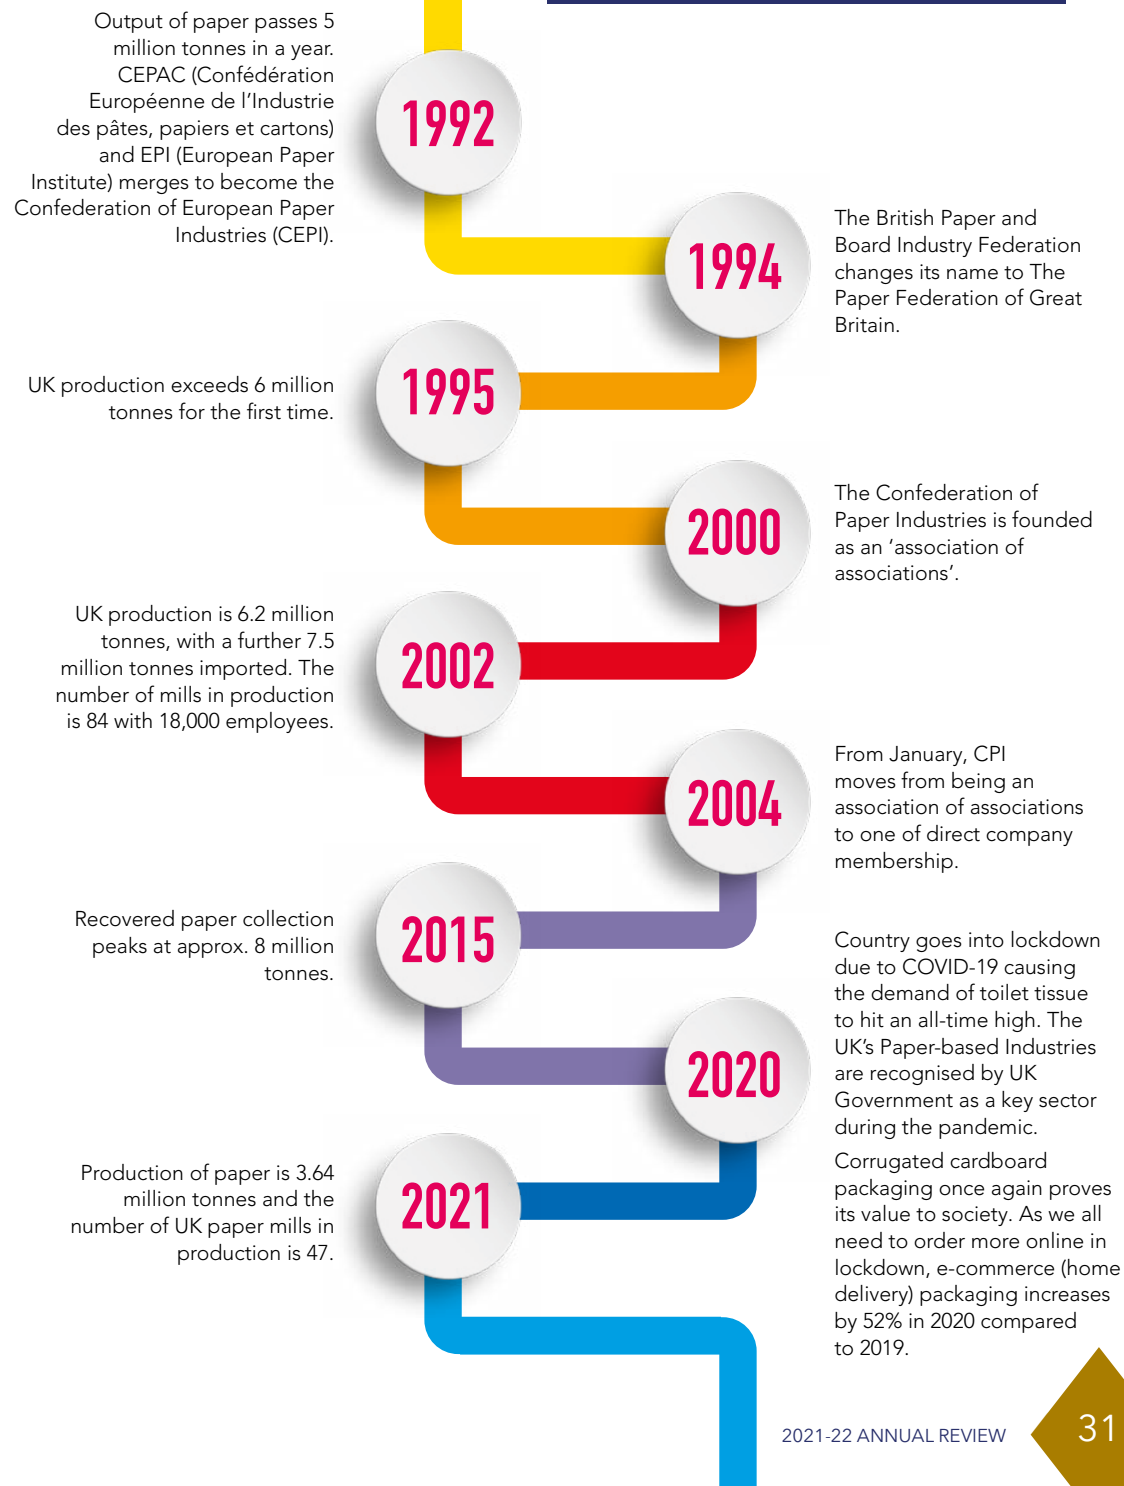 Output of paper passes 5
million tonnes in a year.
CEPAC (Confédération
Européenne de l’Industrie
des pâtes, papiers et cartons)
and EPI (European Paper
Institute) merges to become the
Confederation of European Paper
Industries (CEPI).
1992
1994
The British Paper and
Board Industry Federation
changes its name to The
Paper Federation of Great
Britain.
UK production exceeds 6 million
tonnes for the first time.
1995
2000
The Confederation of
Paper Industries is founded
as an ‘association of
associations’.
UK production is 6.2 million
tonnes, with a further 7.5
million tonnes imported. The
number of mills in production
is 84 with 18,000 employees.
2002
2004
From January, CPI
moves from being an
association of associations
to one of direct company
membership.
Recovered paper collection
peaks at approx. 8 million
tonnes.
2015
2020
Country goes into lockdown
due to COVID-19 causing
the demand of toilet tissue
to hit an all-time high. The
UK’s Paper-based Industries
are recognised by UK
Government as a key sector
during the pandemic.
Corrugated cardboard
packaging once again proves
its value to society. As we all
need to order more online in
lockdown, e-commerce (home
delivery) packaging increases
by 52% in 2020 compared
to 2019.
Production of paper is 3.64
million tonnes and the
number of UK paper mills in
production is 47.
2021
2021-22 ANNUAL REVIEW
31